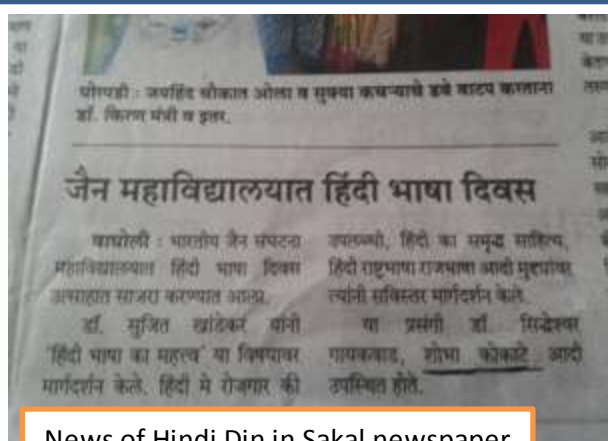 घोरपडी : जयहिंद चौकात ओला व सुक्या कचऱ्याचे डबे वाटप करताना
डॉ. किरण मंत्री व इतर.
जैन महाविद्यालयात हिंदी भाषा दिवस
वाघोली : भारतीय जैन संघटना
महाविद्यालयात हिंदी भाषा दिवस
उत्साहात साजरा करण्यात आला.
डॉ. सुजित खांडेकर यांनी
'हिंदी भाषा का महत्त्व' या विषयावर
मार्गदर्शन केले. हिंदी मे रोजगार की
उपलब्धी, हिंदी का समृद्ध साहित्य,
हिंदी राष्ट्रभाषा राजभाषा आदी मुद्द्यांवर
त्यांनी सविस्तर मार्गदर्शन केले.
या प्रसंगी डॉ. सिद्धेश्वर
गायकवाड, शोभा कोकाटे आदी
उपस्थित होते.
News of Hindi Din in Sakal newspaper